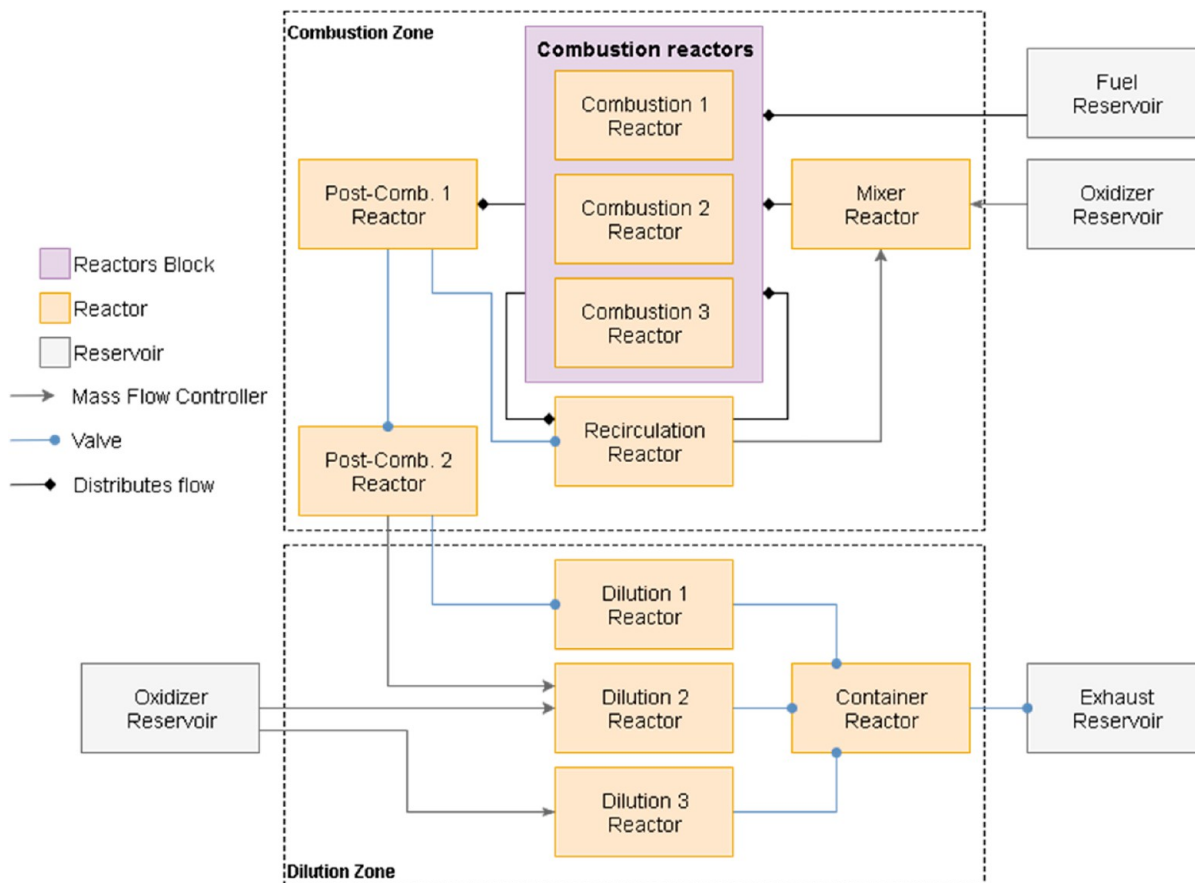 Combustion Zone
Combustion reactors
Combustion 1
Reactor
Combustion 2
Reactor
Combustion 3
Reactor
Fuel
Reservoir
Post-Comb. 1
Reactor
Mixer
Reactor
Oxidizer
Reservoir
Reactors Block
Reactor
Reservoir
Mass Flow Controller
Valve
Distributes flow
Recirculation
Reactor
Post-Comb. 2
Reactor
Dilution 1
Reactor
Oxidizer
Reservoir
Dilution 2
Reactor
Container
Reactor
Exhaust
Reservoir
Dilution 3
Reactor
Dilution Zone